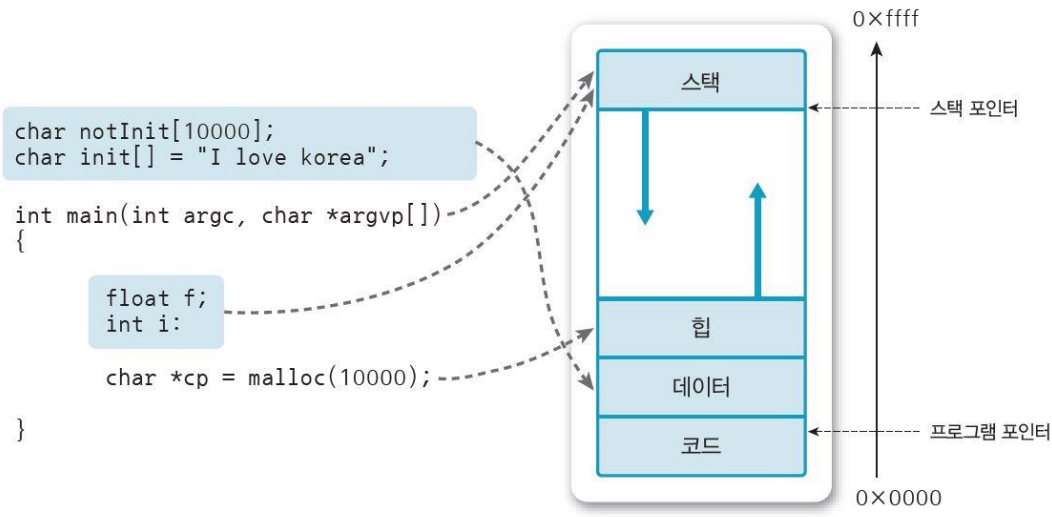 char notInit[10000];
char init[] = "I love korea";
int main(int argc, char *argvp[])
{
float f;
int i:
char *cp = malloc(10000);
}
스택
힙
데이터
코드
0×ffff
스택 포인터
프로그램 포인터
0×0000